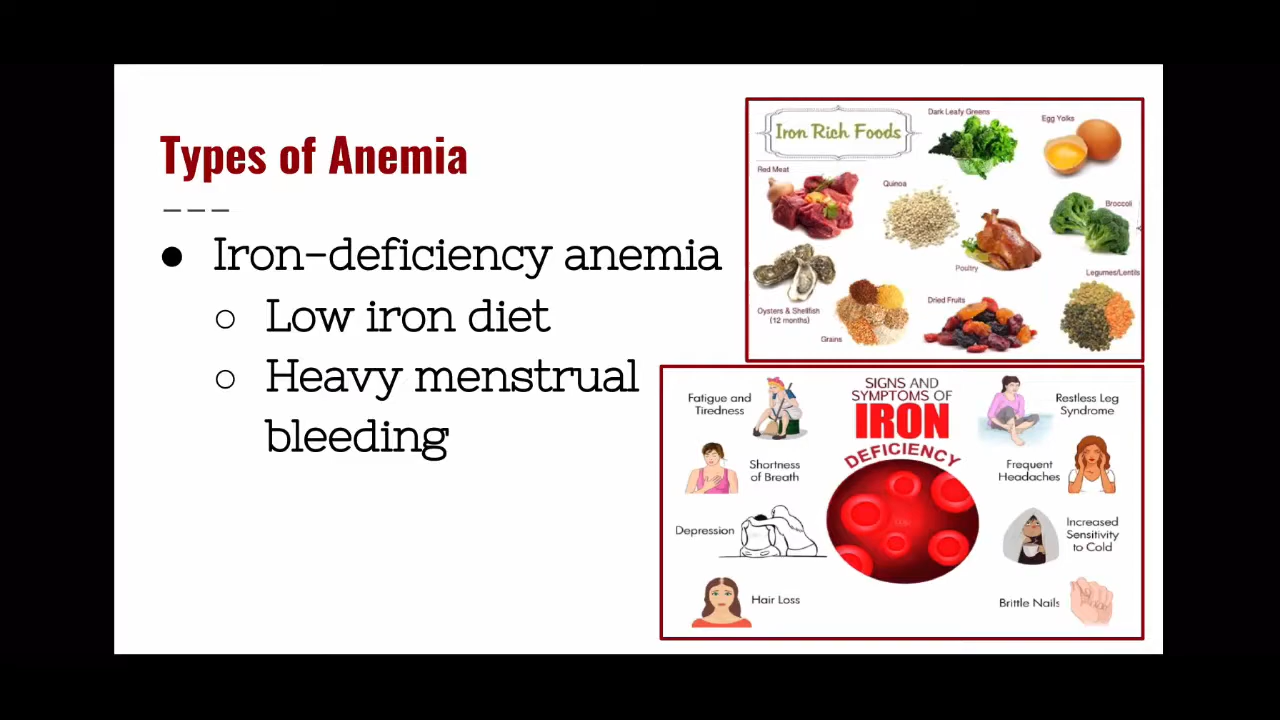 Types of Anemia
● Iron-deficiency anemia
○ Low iron diet
○ Heavy menstrual
bleeding
Iron Rich Foods
Dark Leafy Greens
Egg Yolks
Red Meat
Quinoa
Broccoli
Poultry
Legumes/Lentils
Oysters & Shellfish
(12 months)
Dried Fruits
Grains
SIGNS AND
SYMPTOMS OF
IRON
DEFICIENCY
Fatigue and
Tiredness
Shortness
of Breath
Depression
Hair Loss
Restless Leg
Syndrome
Frequent
Headaches
Increased
Sensitivity
to Cold
Brittle Nails